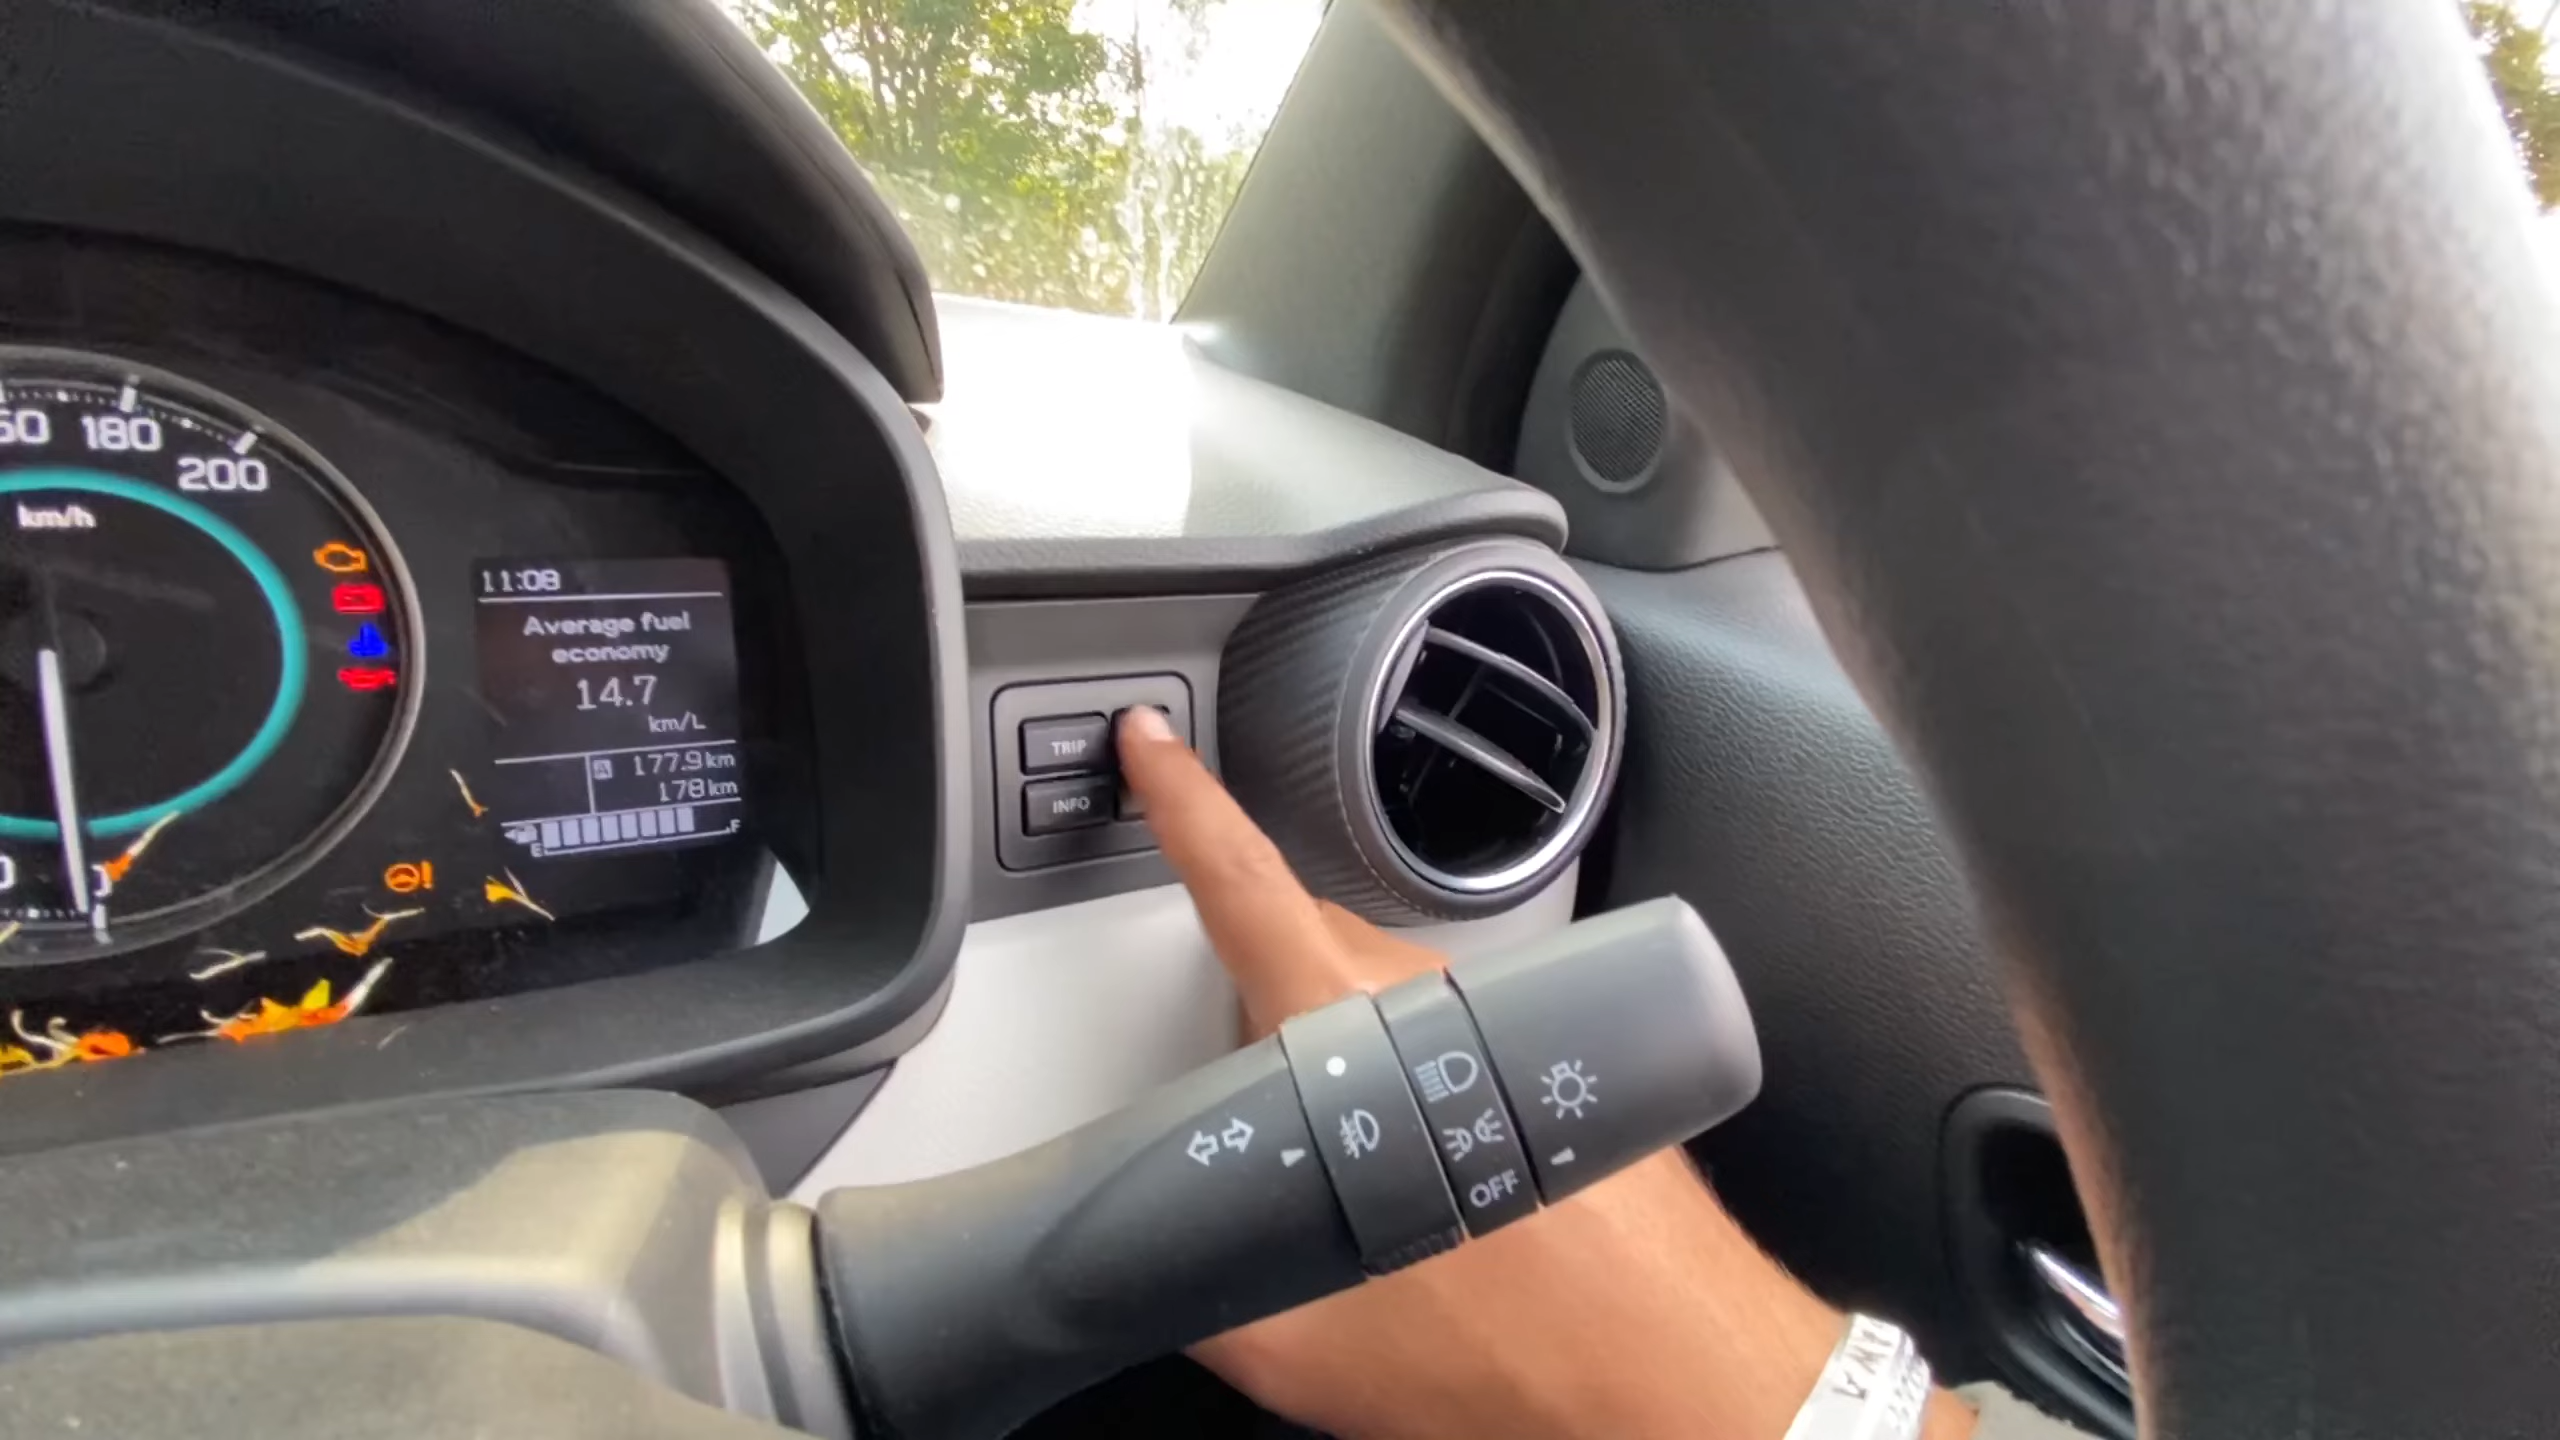 180
200
km/h
11:08
Average fuel
economy
14.7
km/L
A 177.9 km
178 km
E F
TRIP
INFO
OFF